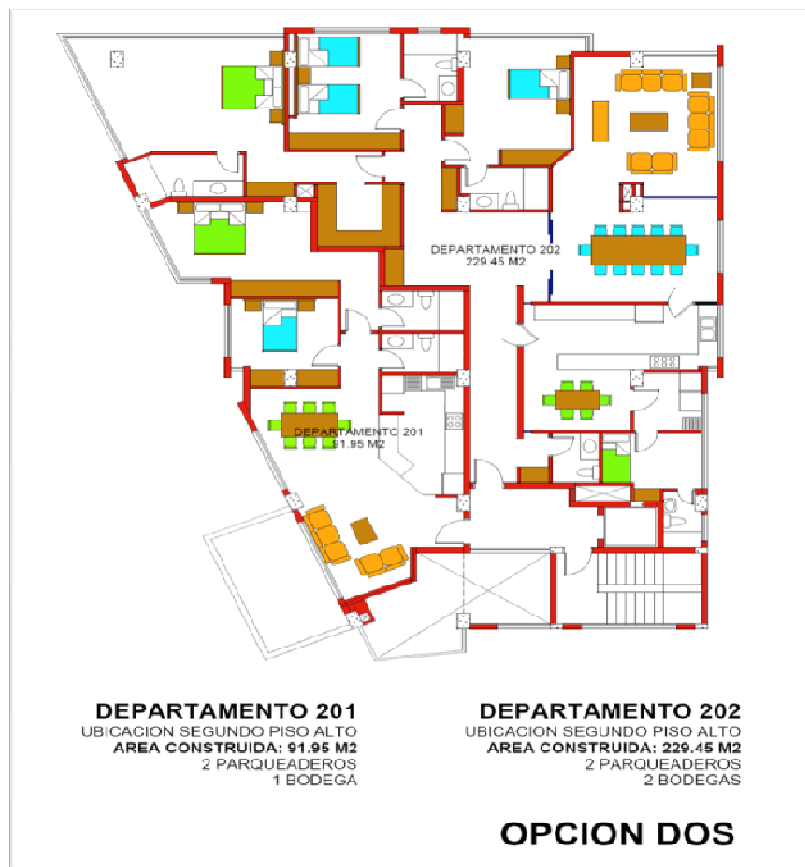 DEPARTAMENTO 202
229.45 M2
DEPARTAMENTO 201
91.95 M2
DEPARTAMENTO 201
UBICACION SEGUNDO PISO ALTO
AREA CONSTRUIDA: 91.95 M2
2 PARQUEADEROS
1 BODEGA
DEPARTAMENTO 202
UBICACION SEGUNDO PISO ALTO
AREA CONSTRUIDA: 229.45 M2
2 PARQUEADEROS
2 BODEGAS
OPCION DOS